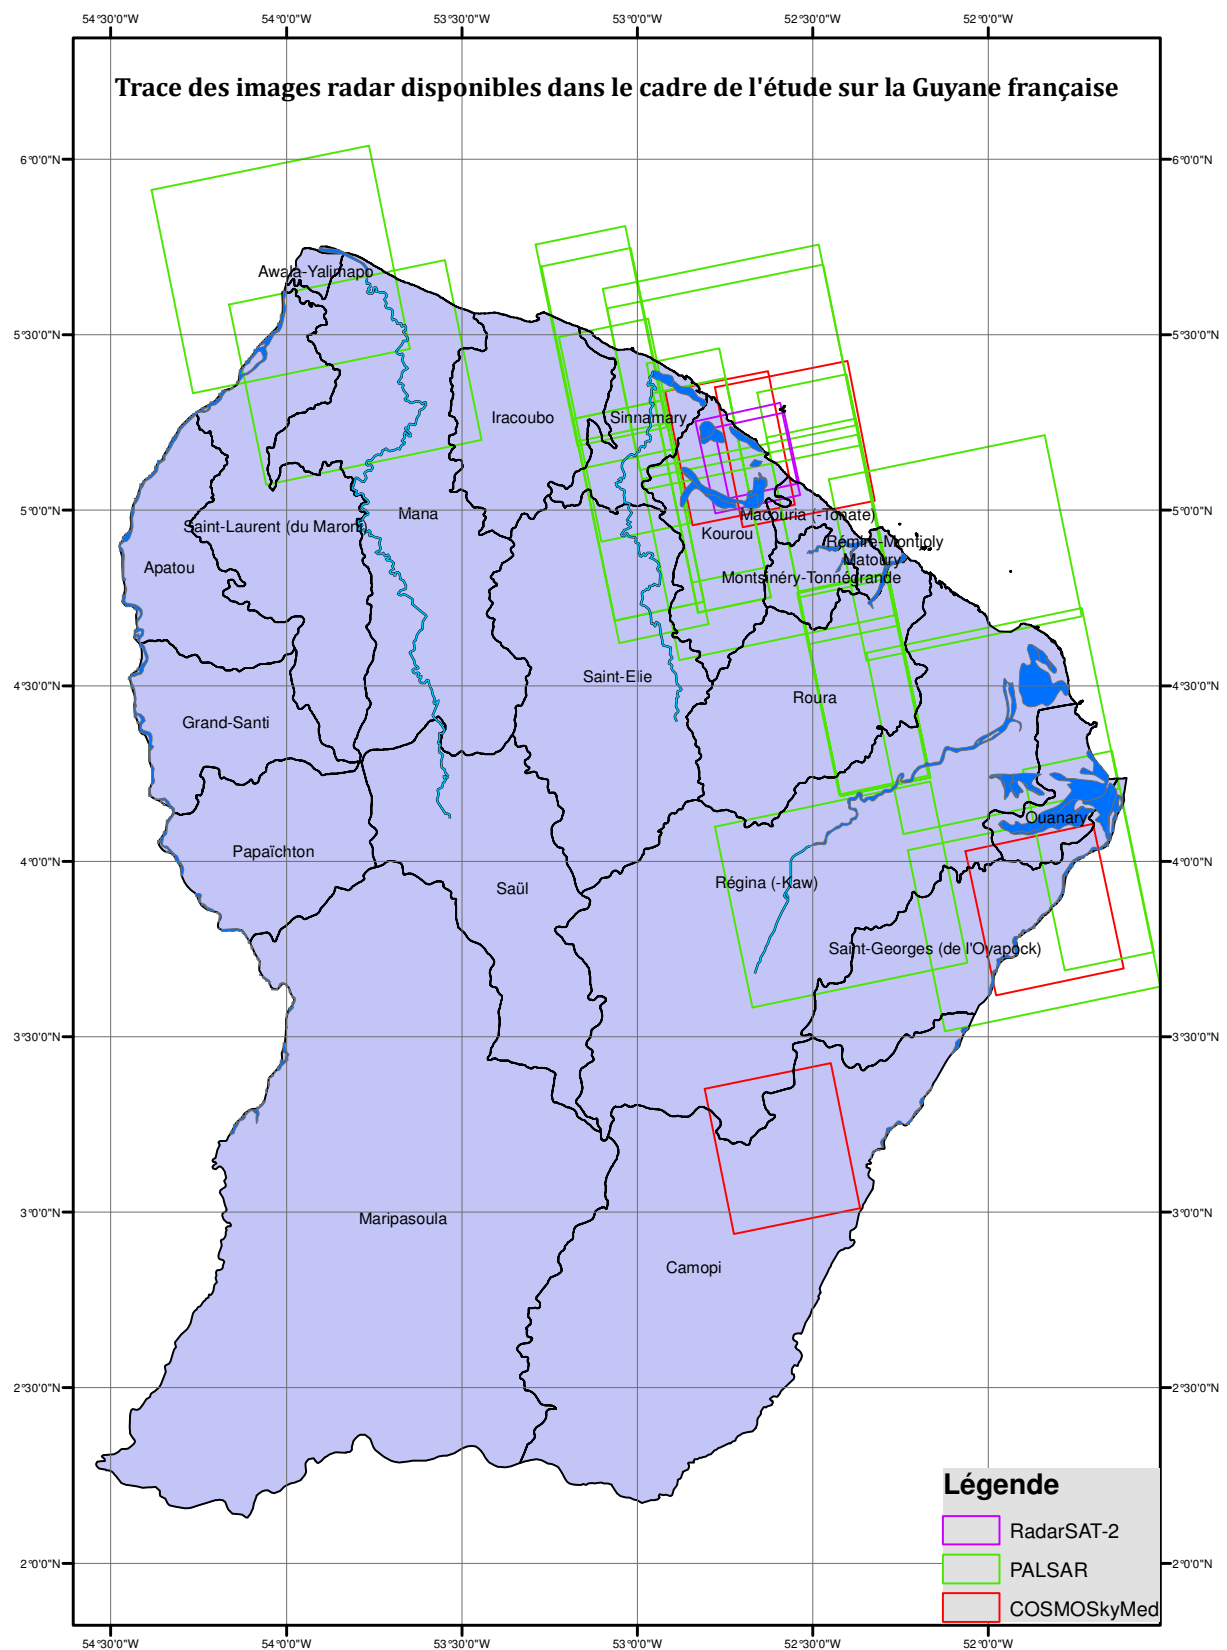 54°30'0"W 54°0'0"W 53°30'0"W 53°0'0"W 52°30'0"W 52°0'0"W
Trace des images radar disponibles dans le cadre de l'étude sur la Guyane française
6°0'0"N 6°0'0"N
Awala-Yalimapo
5°30'0"N 5°30'0"N
Iracoubo
Sinnamary
5°0'0"N 5°0'0"N
Mana
Macouria (-Tonate)
Saint-Laurent (du Maroni)
Kourou
Rémire-Montjoly
Matoury
Apatou
Montsinéry-Tonnégrande
Saint-Elie
4°30'0"N 4°30'0"N
Roura
Grand-Santi
Ouanary
Papaïchton
4°0'0"N 4°0'0"N
Saül
Régina (-Kaw)
Saint-Georges (de l'Oyapock)
3°30'0"N 3°30'0"N
3°0'0"N 3°0'0"N
Maripasoula
Camopi
2°30'0"N 2°30'0"N
Légende
RadarSAT-2
2°0'0"N 2°0'0"N
PALSAR
COSMOSkyMed
54°30'0"W 54°0'0"W 53°30'0"W 53°0'0"W 52°30'0"W 52°0'0"W